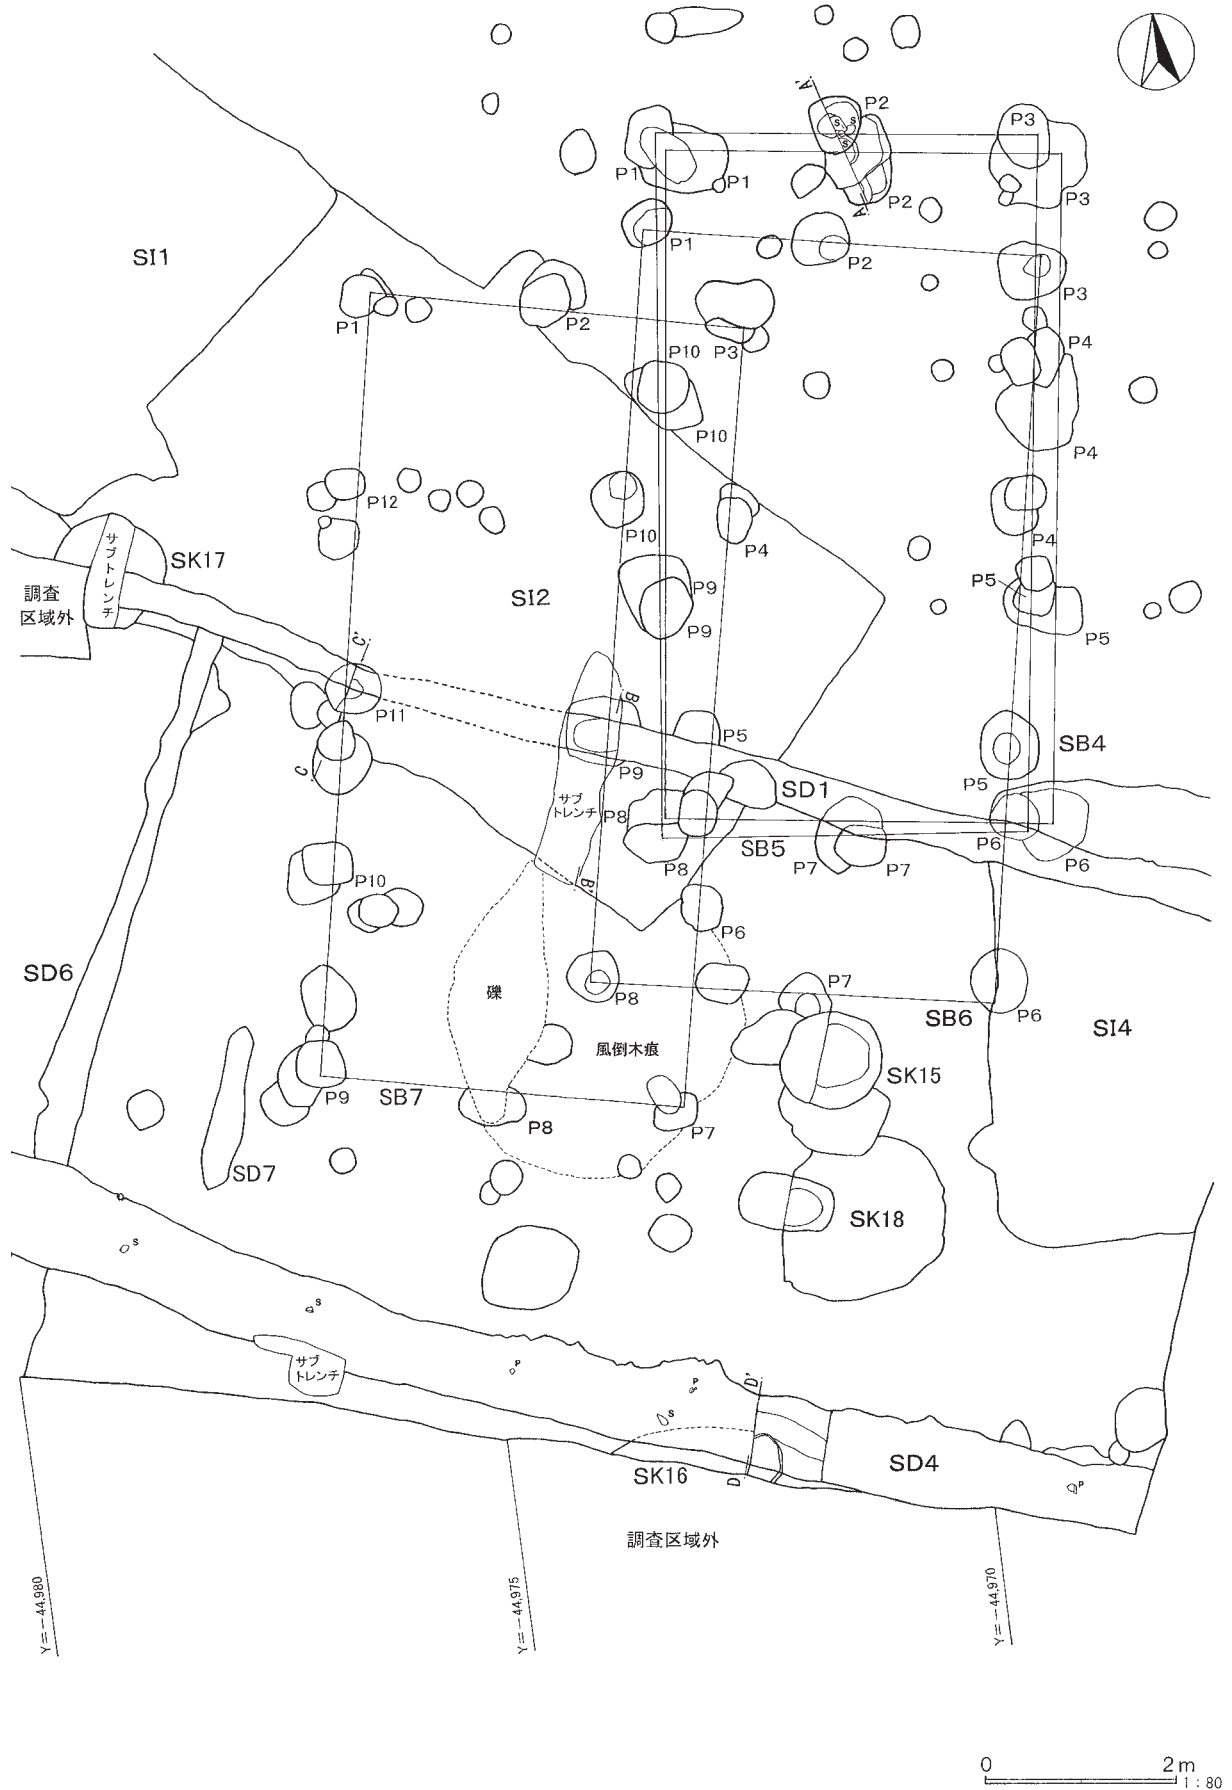 A'
P2
S
S
S
P3
P1
P1
P2
A
P3
P1
P2
P3
SI1
P1
P2
P3
P10
P4
P10
P4
P12
P10
P4
P4
SK17
サブトレンチ
調査
区域外
SI2
P9
P9
P5
P5
C'
P11
C
B
P9
P5
サブ
トレンチ
P8
SD1
P5
SB4
P8
SB5
P7
P7
P6
P6
B'
P10
P6
SD6
礫
P8
P7
SB6
P6
SI4
風倒木痕
SK15
P9
SB7
P8
P7
SD7
SK18
S
S
サブ
トレンチ
P
P
S
D'
D
SK16
SD4
P
調査区域外
Y=-44,980
Y=-44,975
Y=-44,970
0 2m
1:80